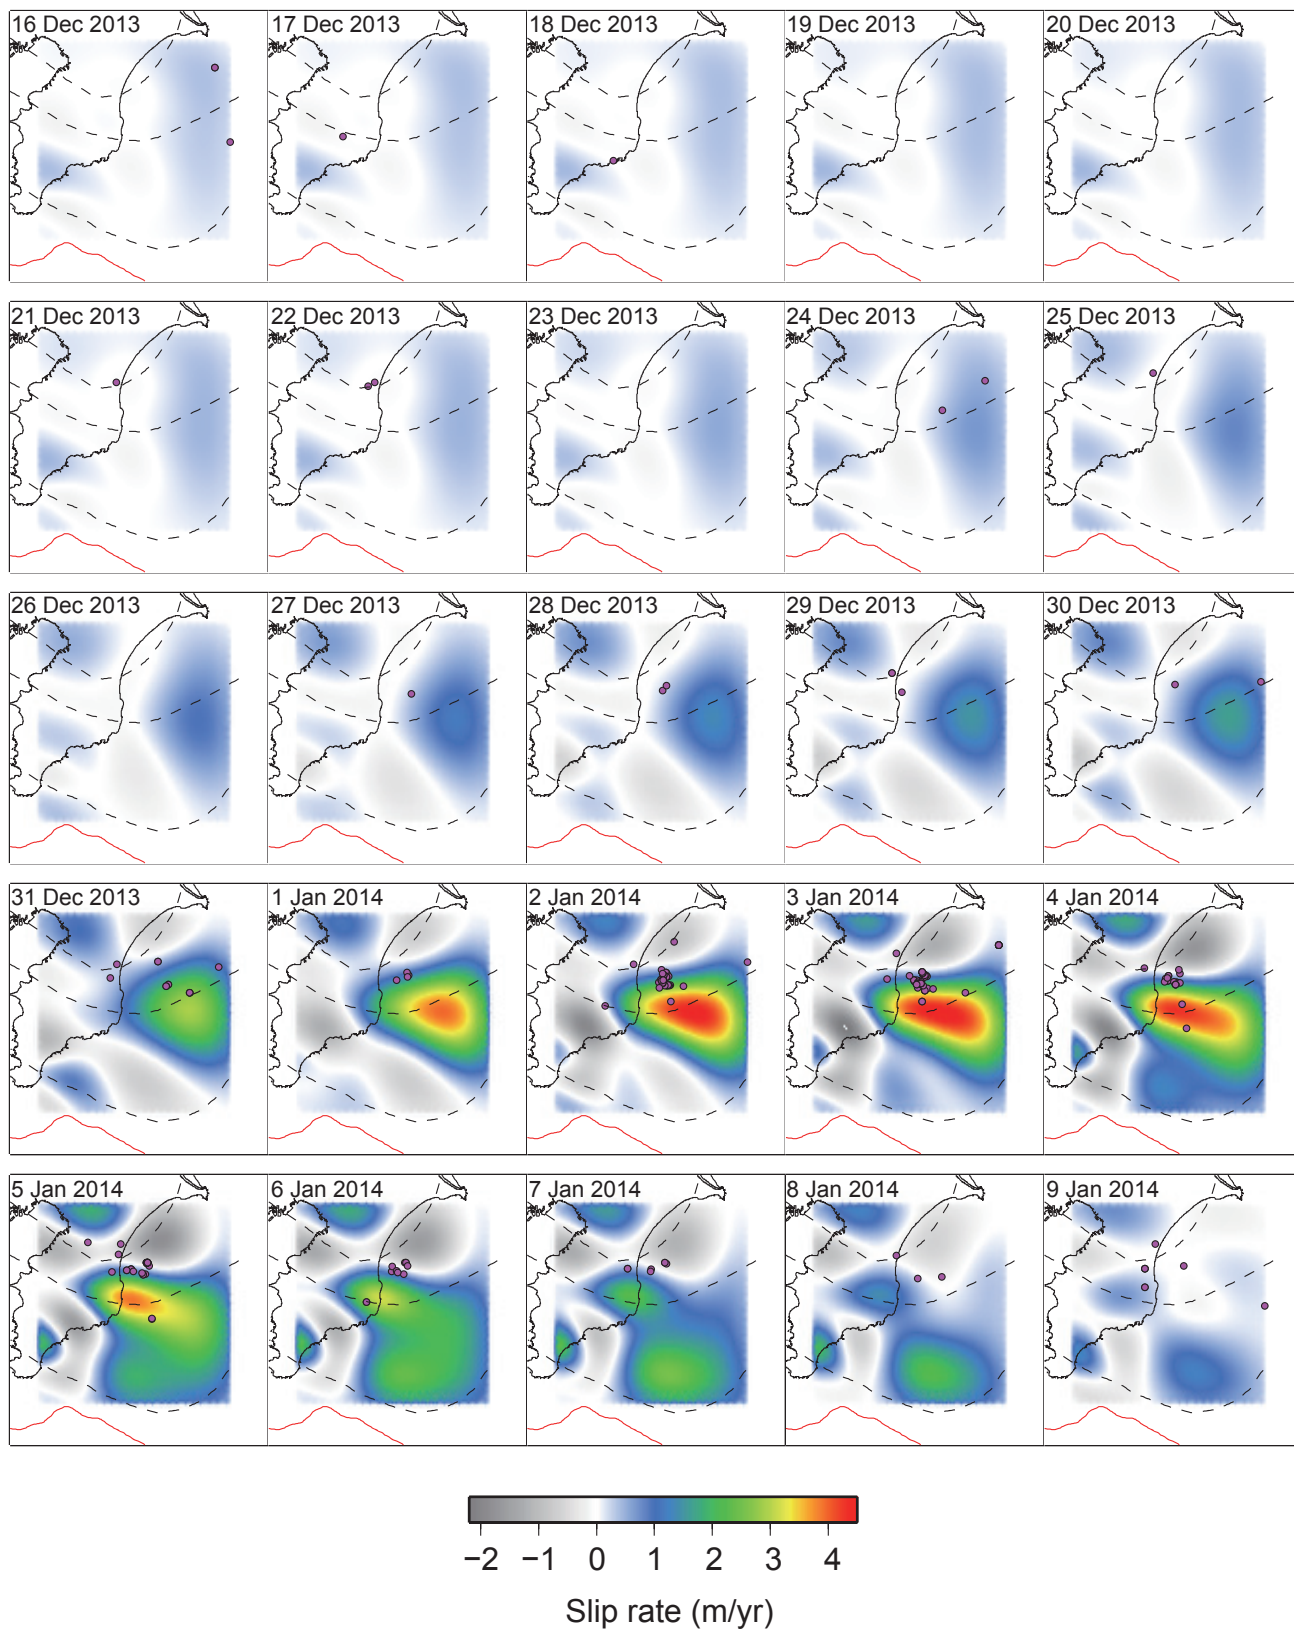 16 Dec 2013 17 Dec 2013 18 Dec 2013 19 Dec 2013 20 Dec 2013
21 Dec 2013 22 Dec 2013 23 Dec 2013 24 Dec 2013 25 Dec 2013
26 Dec 2013 27 Dec 2013 28 Dec 2013 29 Dec 2013 30 Dec 2013
31 Dec 2013 1 Jan 2014 2 Jan 2014 3 Jan 2014 4 Jan 2014
5 Jan 2014 6 Jan 2014 7 Jan 2014 8 Jan 2014 9 Jan 2014
−2 −1 0 1 2 3 4
Slip rate (m/yr)